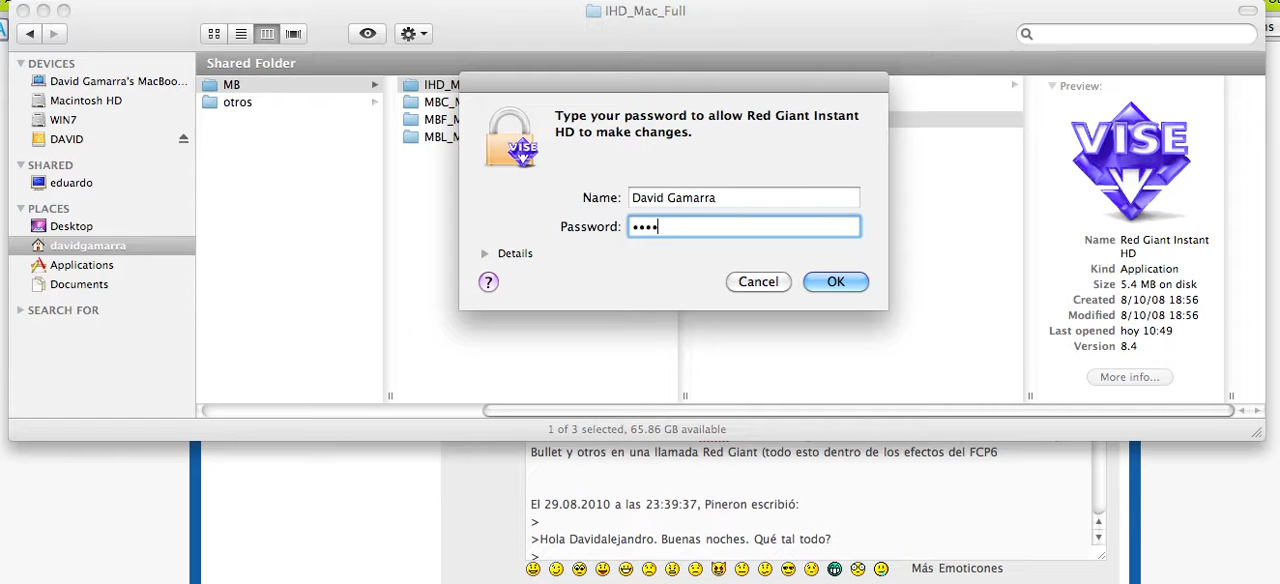 IHD_Mac_Full
DEVICES
David Gamarra's MacBoo...
Macintosh HD
WIN7
DAVID
SHARED
eduardo
PLACES
Desktop
davidgamarra
Applications
Documents
SEARCH FOR
Shared Folder
MB
otros
IHD_M
MBC_M
MBF_M
MBL_M
Type your password to allow Red Giant Instant
HD to make changes.
Name: David Gamarra
Password: ••••
Details
?
Cancel
OK
Preview:
VISE
VISE
Name Red Giant Instant
HD
Kind Application
Size 5.4 MB on disk
Created 8/10/08 18:56
Modified 8/10/08 18:56
Last opened hoy 10:49
Version 8.4
More info...
1 of 3 selected, 65.86 GB available
Bullet y otros en una llamada Red Giant (todo esto dentro de los efectos del FCP6
El 29.08.2010 a las 23:39:37, Pineron escribió:
>
>Hola Davidalejandro. Buenas noches. Qué tal todo?
>
Más Emoticones